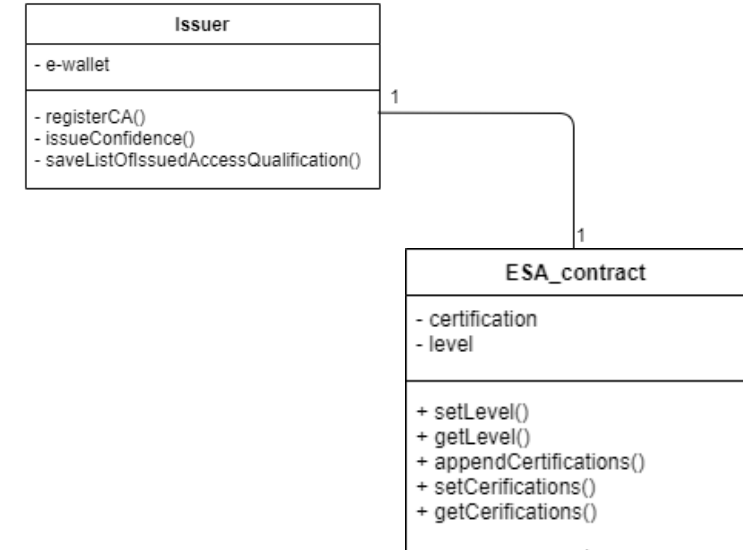 Issuer
- e-wallet
- registerCA()
- issueConfidence()
- saveListOfIssuedAccessQualification()
1
1
ESA_contract
- certification
- level
+ setLevel()
+ getLevel()
+ appendCertifications()
+ setCerifications()
+ getCerifications()